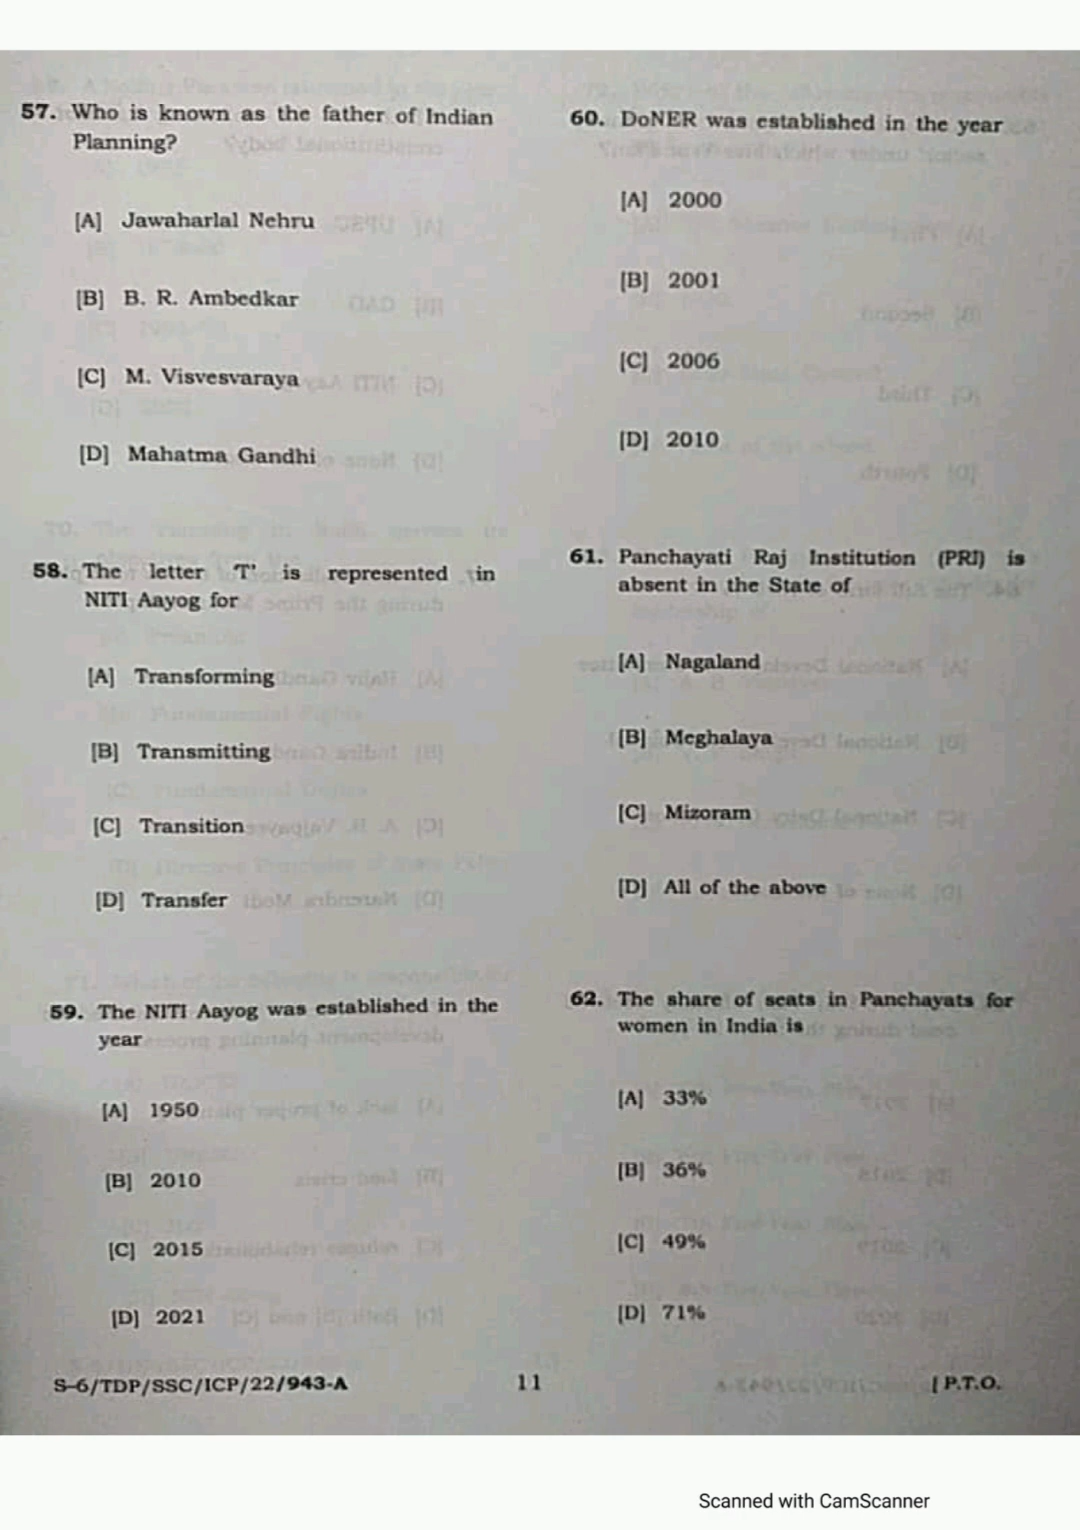 57. Who is known as the father of Indian
Planning?
[A] Jawaharlal Nehru
[B] B. R. Ambedkar
[C] M. Visvesvaraya
[D] Mahatma Gandhi
58. The letter 'T' is represented in
NITI Aayog for
[A] Transforming
[B] Transmitting
[C] Transition
[D] Transfer
59. The NITI Aayog was established in the
year
[A] 1950
[B] 2010
[C] 2015
[D] 2021
60. DoNER was established in the year
[A] 2000
[B] 2001
[C] 2006
[D] 2010
61. Panchayati Raj Institution (PRI) is
absent in the State of
[A] Nagaland
[B] Meghalaya
[C] Mizoram
[D] All of the above
62. The share of seats in Panchayats for
women in India is
[A] 33%
[B] 36%
[C] 49%
[D] 71%
S-6/TDP/SSC/ICP/22/943-A 11 [ P.T.O.
Scanned with CamScanner